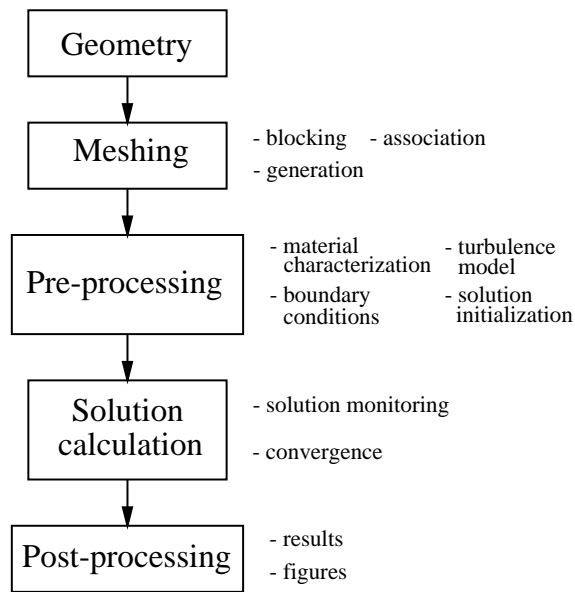 Geometry
Meshing
- blocking - association
- generation
Pre-processing
- material characterization
- turbulence model
- boundary conditions
- solution initialization
Solution
calculation
- solution monitoring
- convergence
Post-processing
- results
- figures